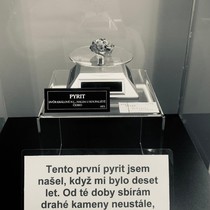 PYRIT
Tento první pyrit jsem
našel, když mi bylo deset
let. Od té doby sbírám
drahé kameny neustále,